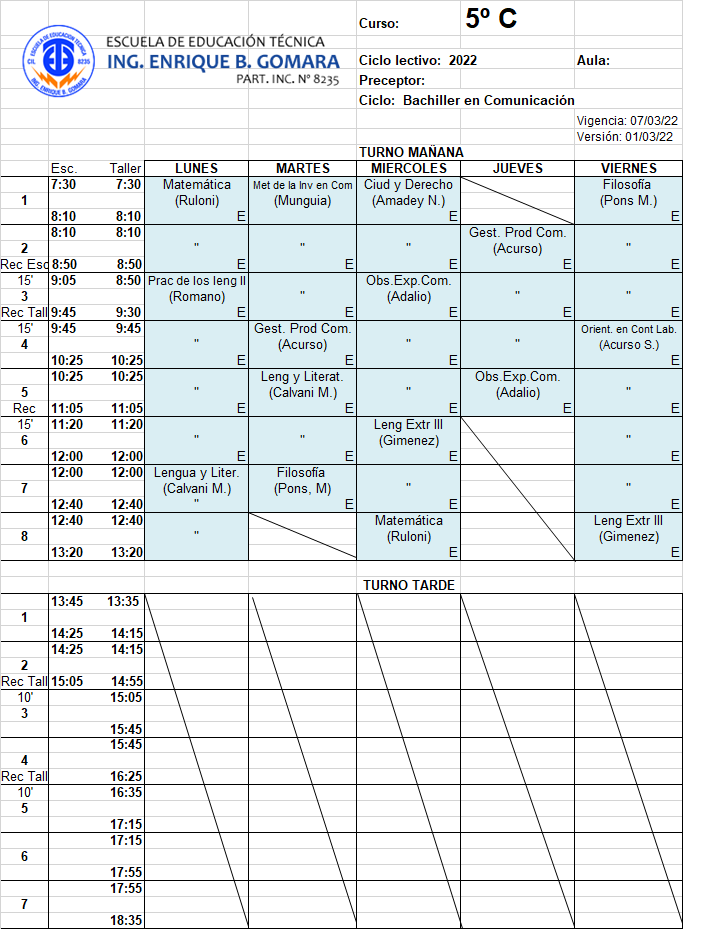 Curso: 5º C
ESCUELA DE EDUCACIÓN TÉCNICA
CIL 8235
ING. ENRIQUE B. GOMARA
ESCUELA DE EDUCACIÓN TÉCNICA
ING. ENRIQUE B. GOMARA
PART. INC. Nº 8235
Ciclo lectivo: 2022 Aula:
Preceptor:
Ciclo: Bachiller en Comunicación
Vigencia: 07/03/22
Versión: 01/03/22
TURNO MAÑANA
Esc. Taller LUNES MARTES MIERCOLES JUEVES VIERNES
7:30 7:30 Matemática Met de la Inv en Com Ciud y Derecho Filosofía
1 (Ruloni) (Munguia) (Amadey N.) (Pons M.)
8:10 8:10 E E E
8:10 8:10 Gest. Prod Com.
2 " " " (Acurso) "
Rec Esc 8:50 8:50 E E E E E
15' 9:05 8:50 Prac de los leng II Obs.Exp.Com.
3 (Romano) " (Adalio) " "
Rec Tall 9:45 9:30 E E E E E
15' 9:45 9:45 Gest. Prod Com. Orient. en Cont Lab.
4 " (Acurso) " " (Acurso S.)
10:25 10:25 E E E E E
10:25 10:25 Leng y Literat. Obs.Exp.Com.
5 " (Calvani M.) " (Adalio) "
Rec 11:05 11:05 E E E E E
15' 11:20 11:20 Leng Extr III
6 " " (Gimenez) "
12:00 12:00 E E E E
12:00 12:00 Lengua y Liter. Filosofía
7 (Calvani M.) (Pons, M) " "
12:40 12:40 " E E E
12:40 12:40 Matemática Leng Extr III
8 " (Ruloni) (Gimenez)
13:20 13:20 E E
TURNO TARDE
13:45 13:35
1
14:25 14:15
14:25 14:15
2
Rec Tall 15:05 14:55
10' 15:05
3
15:45
15:45
4
Rec Tall 16:25
10' 16:35
5
17:15
17:15
6
17:55
17:55
7
18:35